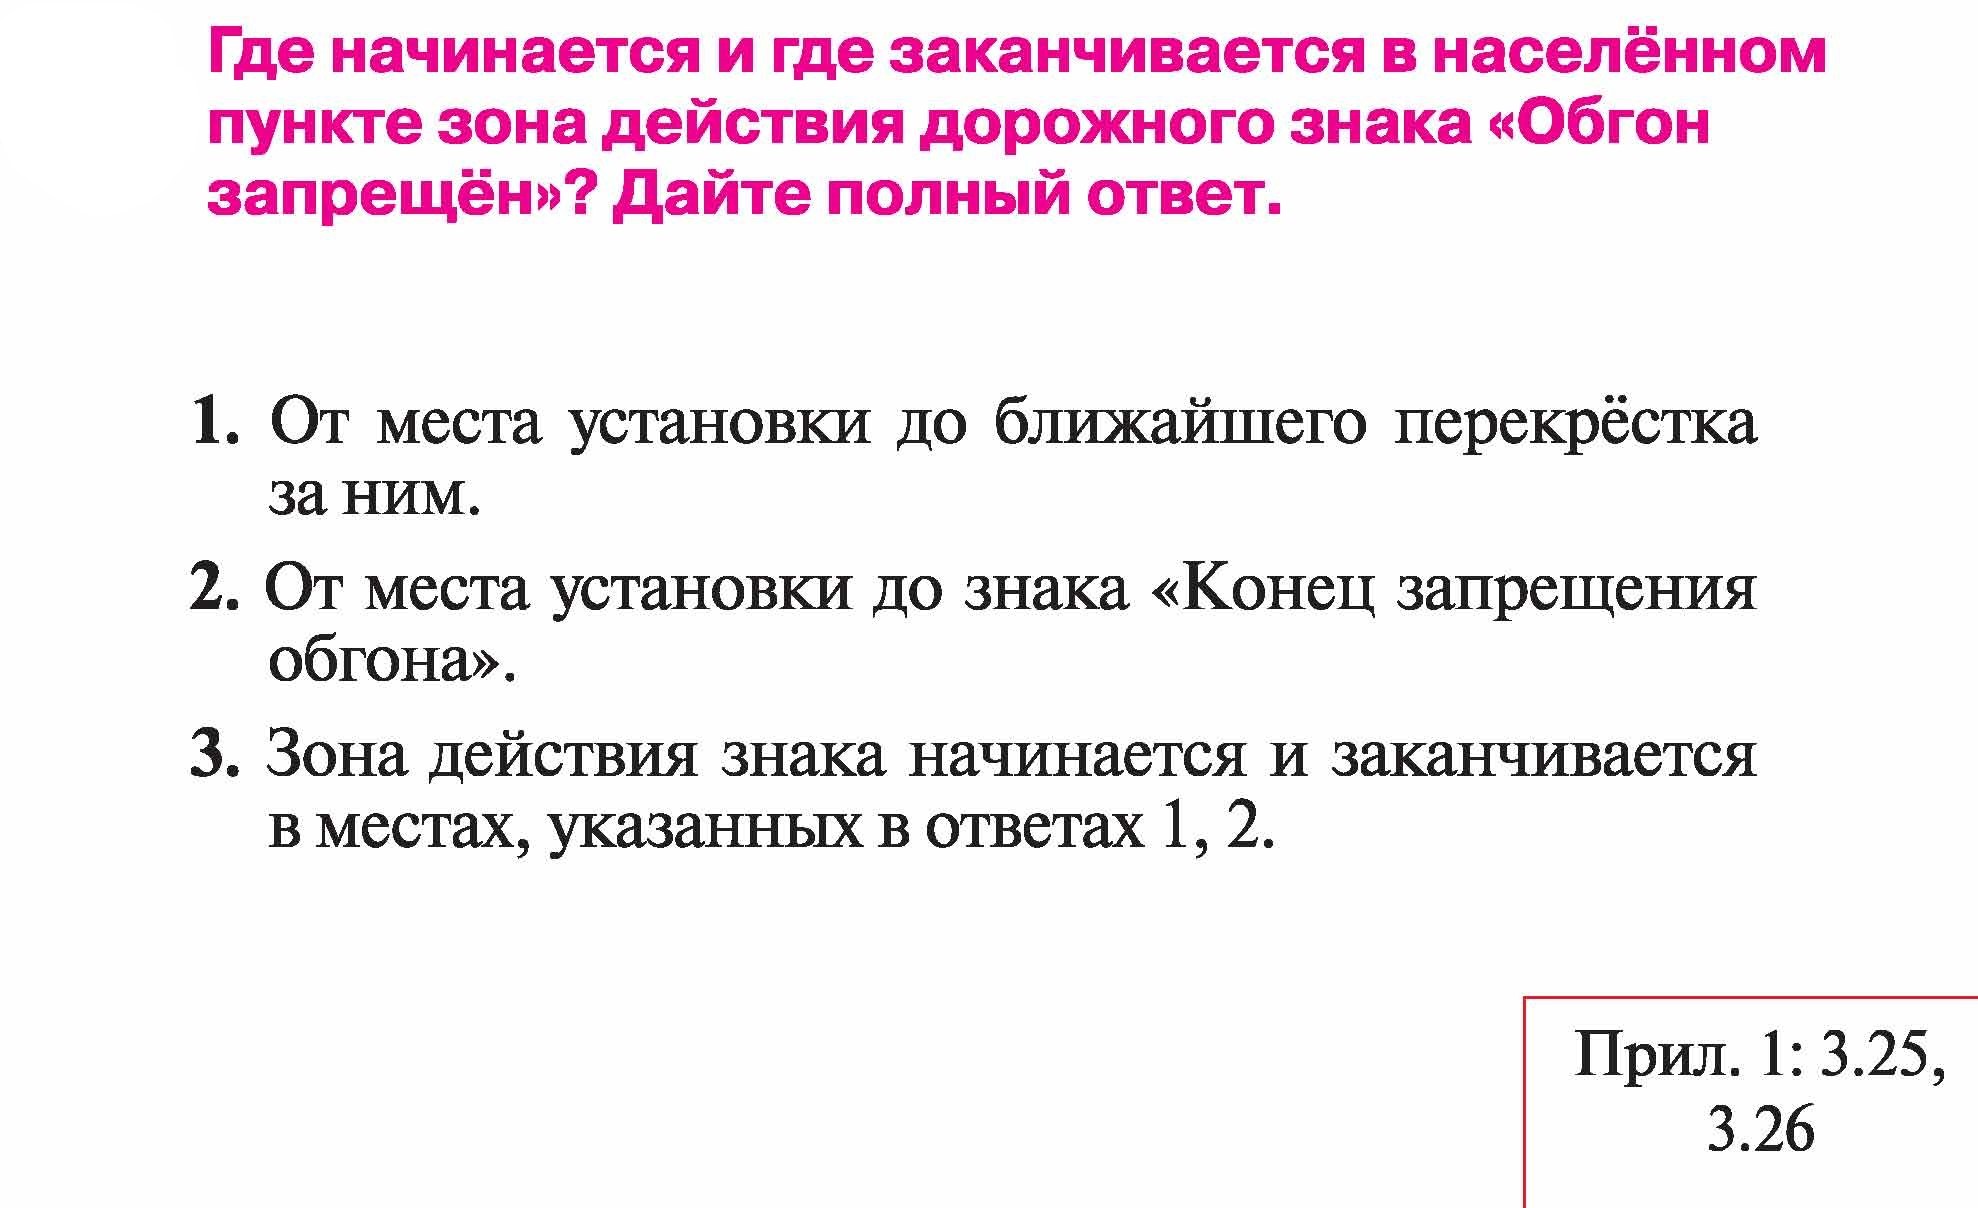 Где начинается и где заканчивается в населённом
пункте зона действия дорожного знака «Обгон
запрещён»? Дайте полный ответ.
1. От места установки до ближайшего перекрёстка
за ним.
2. От места установки до знака «Конец запрещения
обгона».
3. Зона действия знака начинается и заканчивается
в местах, указанных в ответах 1, 2.
Прил. 1: 3.25,
3.26